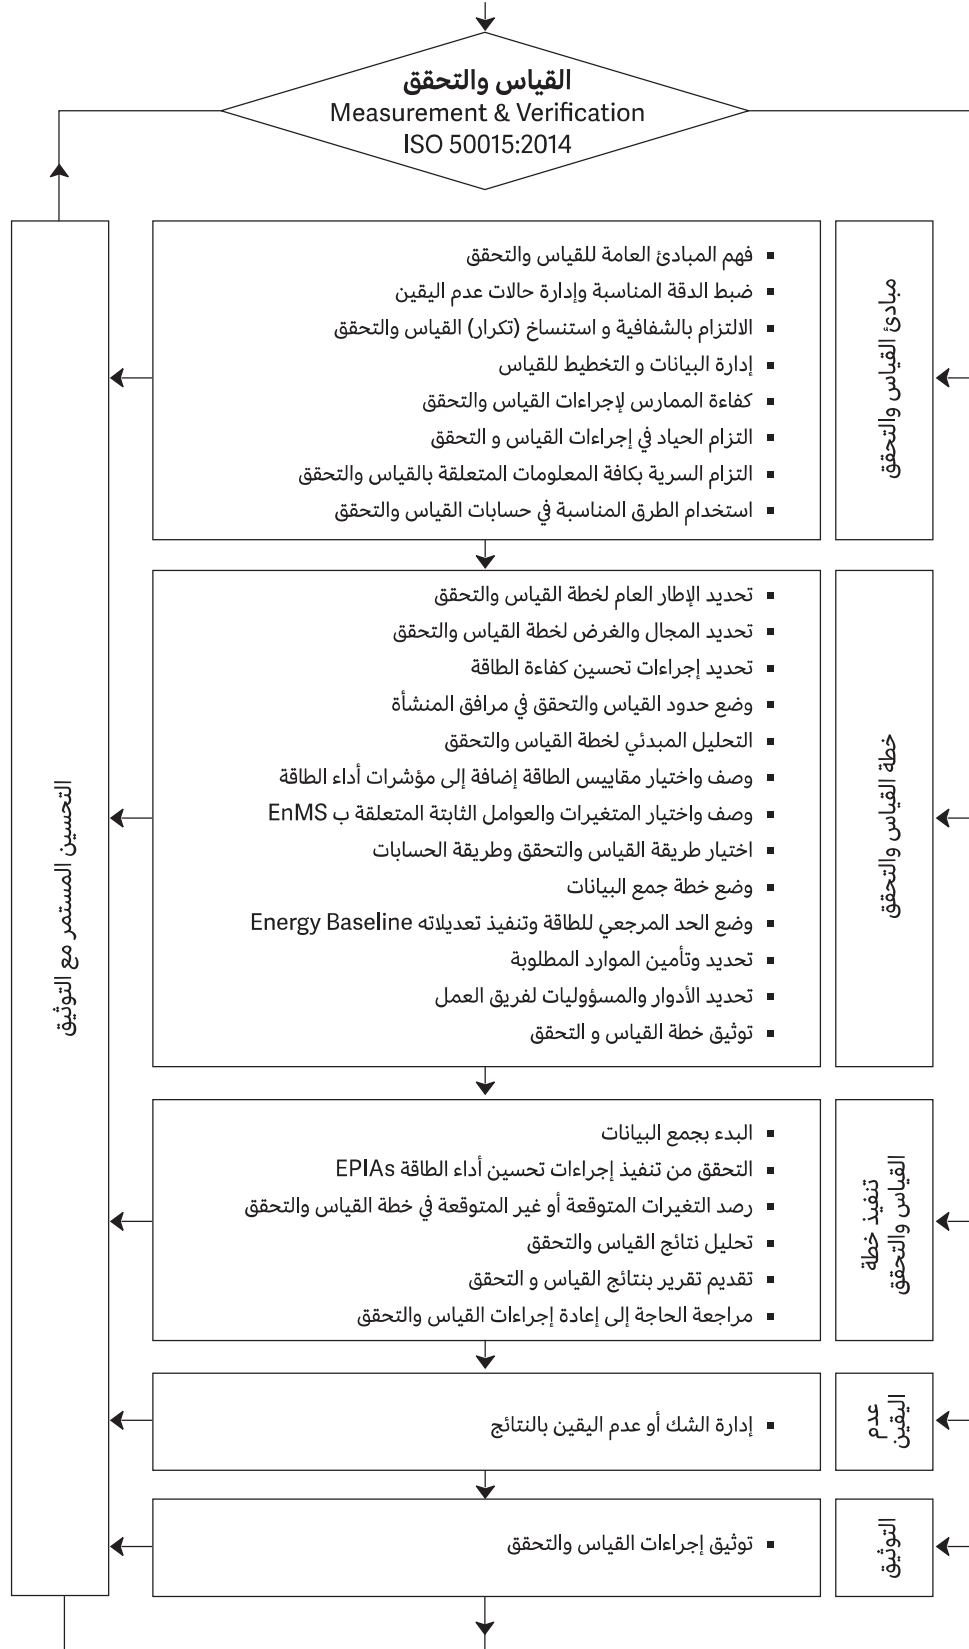 القياس والتحقق
Measurement & Verification
ISO 50015:2014
مبادئ القياس والتحقق
▪ فهم المبادئ العامة للقياس والتحقق
▪ ضبط الدقة المناسبة وإدارة حالات عدم اليقين
▪ الالتزام بالشفافية و استنساخ (تكرار) القياس والتحقق
▪ إدارة البيانات و التخطيط للقياس
▪ كفاءة الممارس لإجراءات القياس والتحقق
▪ التزام الحياد في إجراءات القياس و التحقق
▪ التزام السرية بكافة المعلومات المتعلقة بالقياس والتحقق
▪ استخدام الطرق المناسبة في حسابات القياس والتحقق
خطة القياس والتحقق
▪ تحديد الإطار العام لخطة القياس والتحقق
▪ تحديد المجال والغرض لخطة القياس والتحقق
▪ تحديد إجراءات تحسين كفاءة الطاقة
▪ وضع حدود القياس والتحقق في مرافق المنشأة
▪ التحليل المبدئي لخطة القياس والتحقق
▪ وصف واختيار مقاييس الطاقة إضافة إلى مؤشرات أداء الطاقة
▪ وصف واختيار المتغيرات والعوامل الثابتة المتعلقة ب EnMS
▪ اختيار طريقة القياس والتحقق وطريقة الحسابات
▪ وضع خطة جمع البيانات
▪ وضع الحد المرجعي للطاقة وتنفيذ تعديلاته Energy Baseline
▪ تحديد وتأمين الموارد المطلوبة
▪ تحديد الأدوار والمسؤوليات لفريق العمل
▪ توثيق خطة القياس و التحقق
تنفيذ خطة
القياس والتحقق
▪ البدء بجمع البيانات
▪ التحقق من تنفيذ إجراءات تحسين أداء الطاقة EPIAs
▪ رصد التغيرات المتوقعة أو غير المتوقعة في خطة القياس والتحقق
▪ تحليل نتائج القياس والتحقق
▪ تقديم تقرير بنتائج القياس و التحقق
▪ مراجعة الحاجة إلى إعادة إجراءات القياس والتحقق
عدم
اليقين
▪ إدارة الشك أو عدم اليقين بالنتائج
التوثيق
▪ توثيق إجراءات القياس والتحقق
التحسين المستمر مع التوثيق